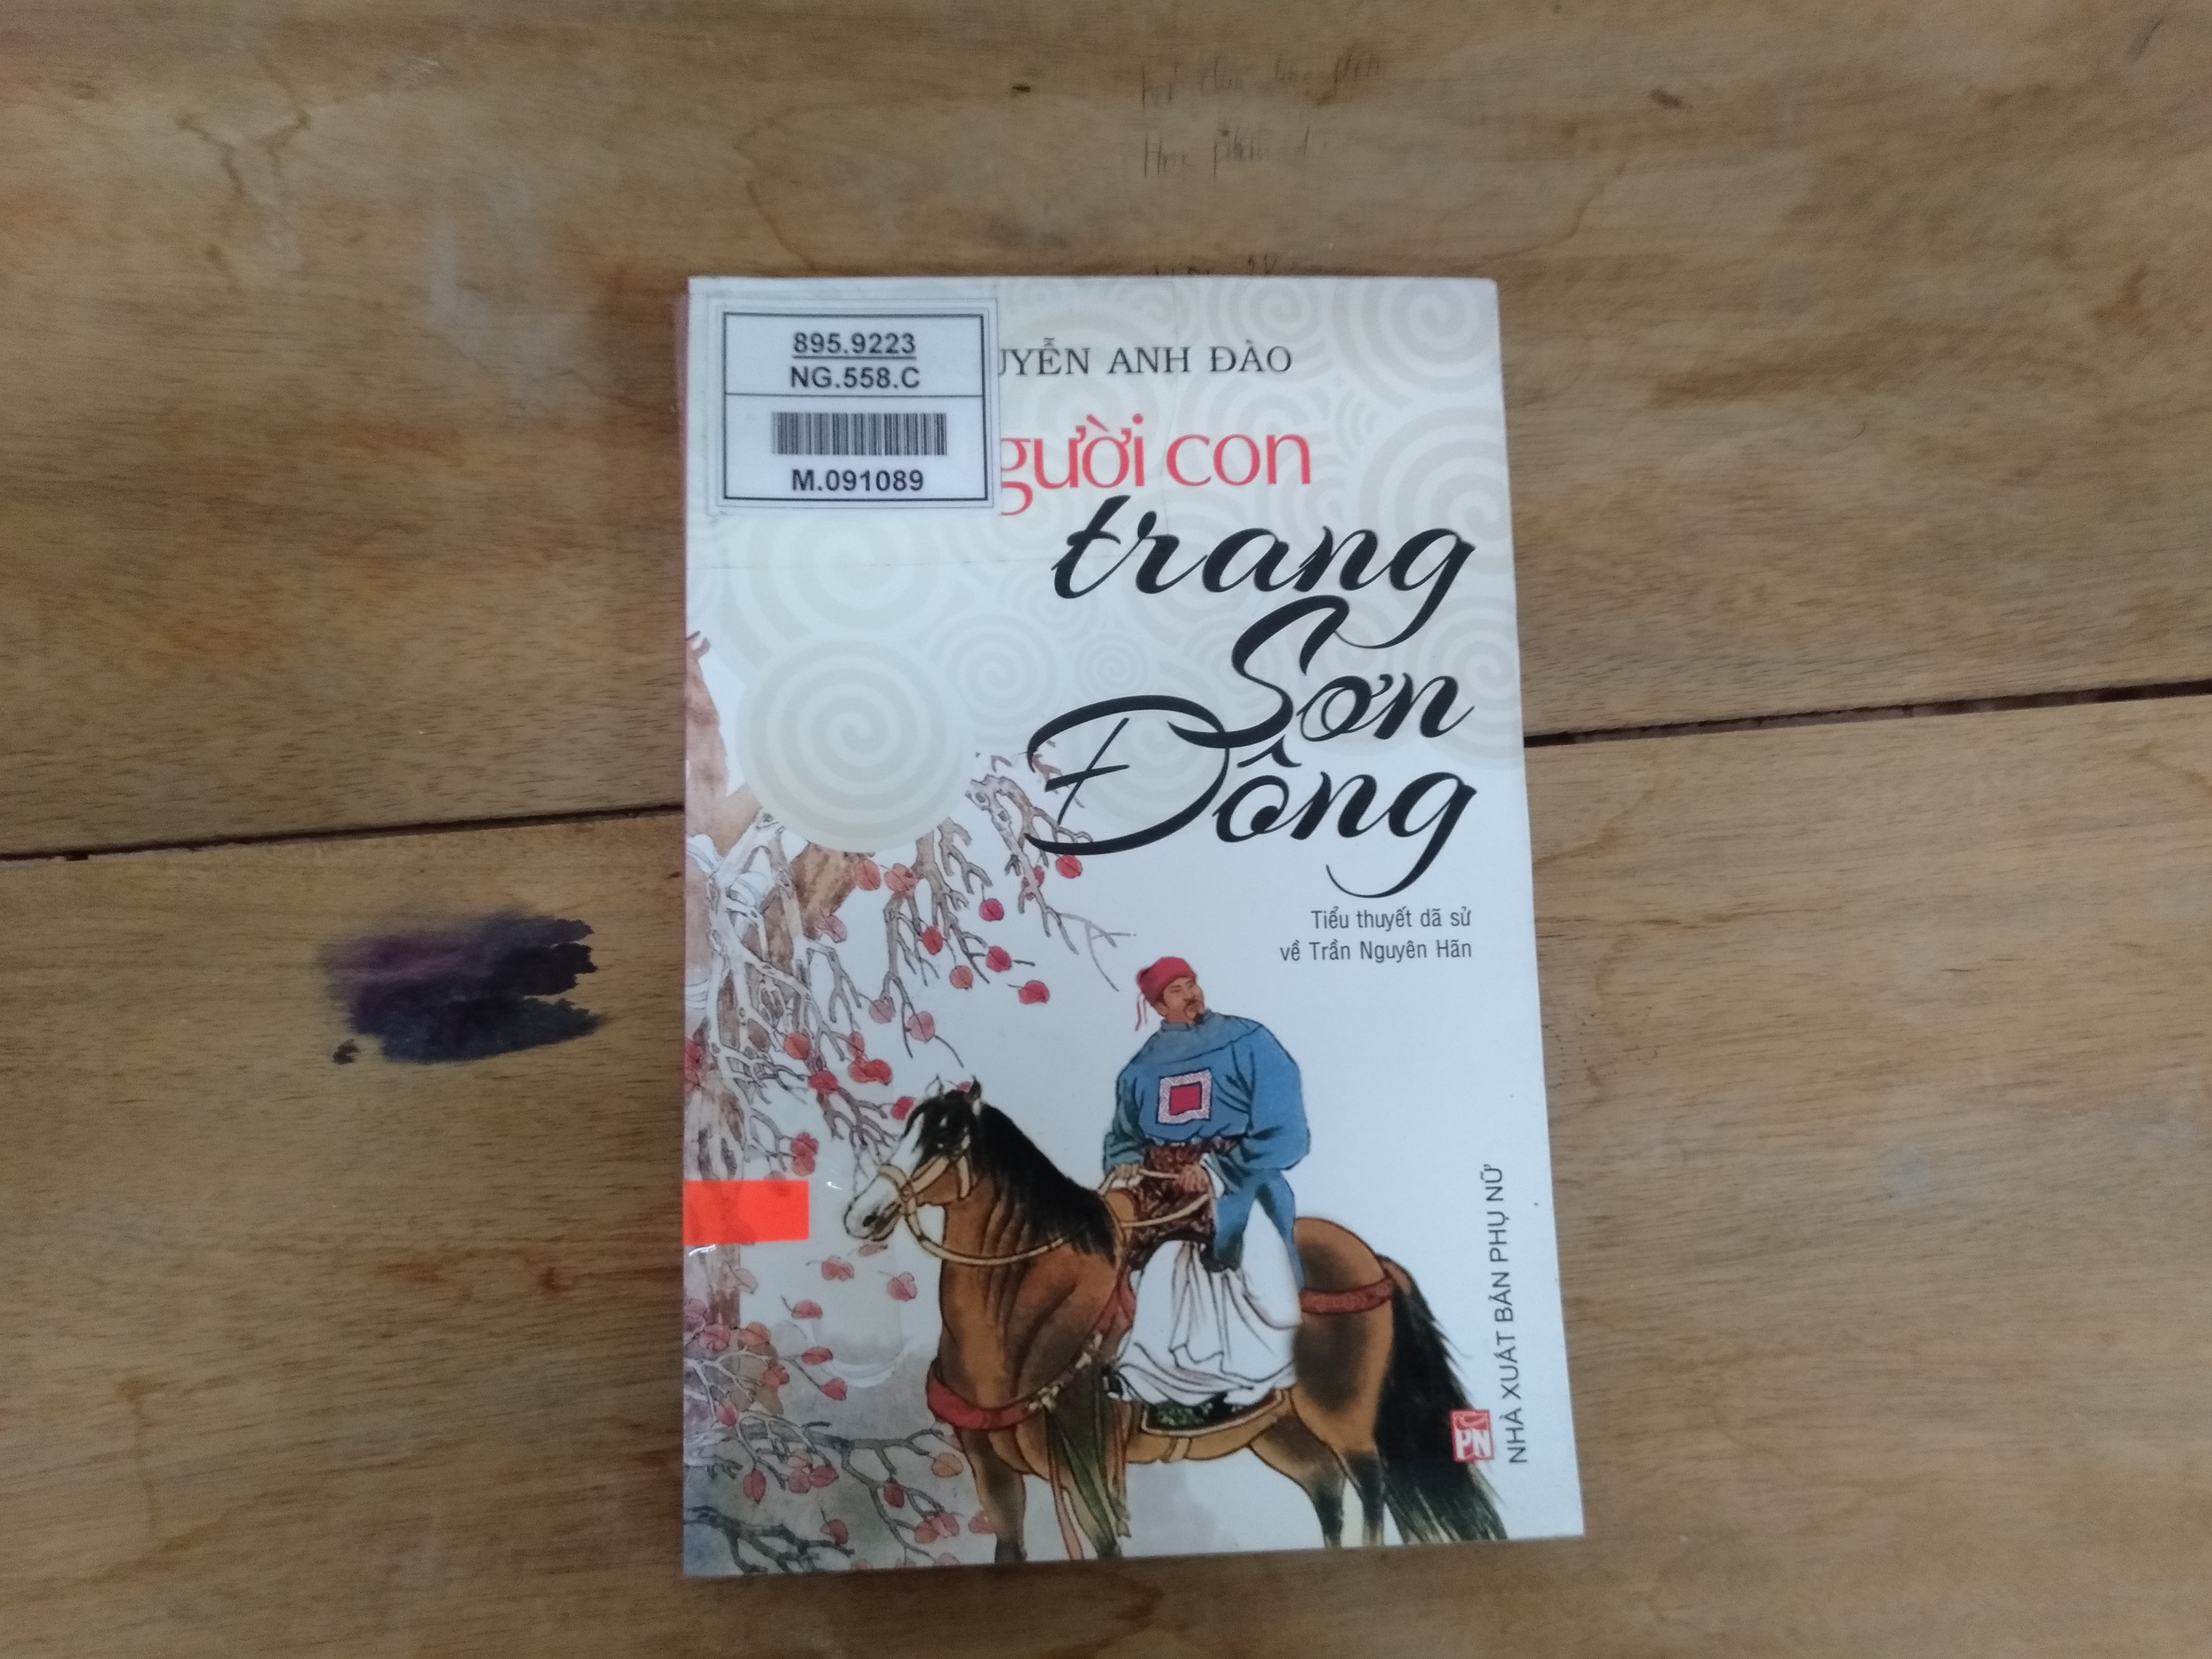 895.9223
NG.558.C
M.091089
UYỄN ANH ĐÀO
gười con
trang
Sơn
Đông
Tiểu thuyết dã sử
về Trần Nguyên Hãn
NHÀ XUẤT BẢN PHỤ NỮ
PN